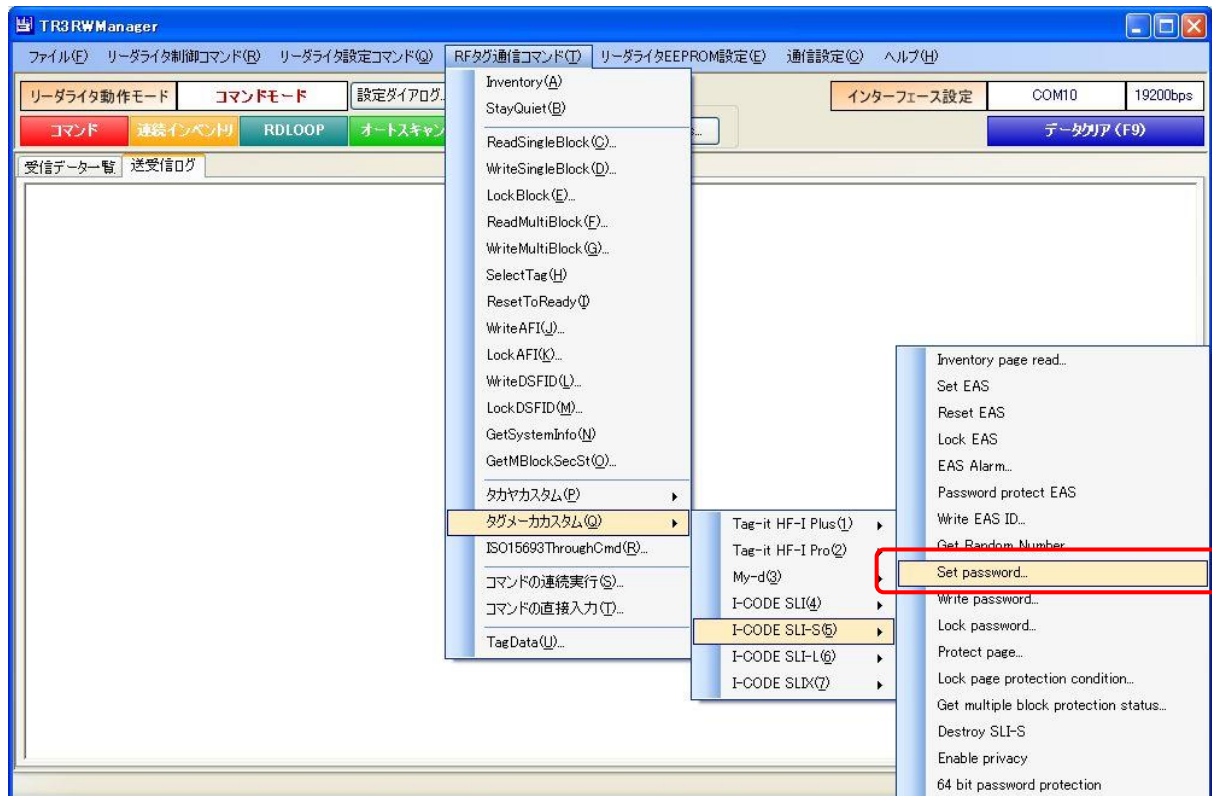 TR3RWManager
ファイル(F) リーダライタ制御コマンド(R) リーダライタ設定コマンド(Q) RFタグ通信コマンド(T) リーダライタEEPROM設定(E) 通信設定(C) ヘルプ(H)
リーダライタ動作モード コマンドモード 設定ダイアログ.. インターフェース設定 COM10 19200bps
コマンド 連続インベントリ RDLOOP オートスキャン ... データクリア (F9)
受信データ一覧 送受信ログ
Inventory(A)
StayQuiet(B)
ReadSingleBlock(C)...
WriteSingleBlock(D)...
LockBlock(E)...
ReadMultiBlock(F)...
WriteMultiBlock(G)...
SelectTag(H)
ResetToReady(I)
WriteAFI(J)...
LockAFI(K)...
WriteDSFID(L)...
LockDSFID(M)...
GetSystemInfo(N)
GetMBlockSecSt(O)...
タカヤカスタム(P)
タグメーカカスタム(Q)
ISO15693ThroughCmd(R)...
コマンドの連続実行(S)...
コマンドの直接入力(T)...
TagData(U)...
Tag-it HF-I Plus(1)
Tag-it HF-I Pro(2)
My-d(3)
I-CODE SLI(4)
I-CODE SLI-S(5)
I-CODE SLI-L(6)
I-CODE SLIX(7)
Inventory page read...
Set EAS
Reset EAS
Lock EAS
EAS Alarm...
Password protect EAS
Write EAS ID...
Get Random Number
Set password...
Write password...
Lock password...
Protect page...
Lock page protection condition...
Get multiple block protection status...
Destroy SLI-S
Enable privacy
64 bit password protection